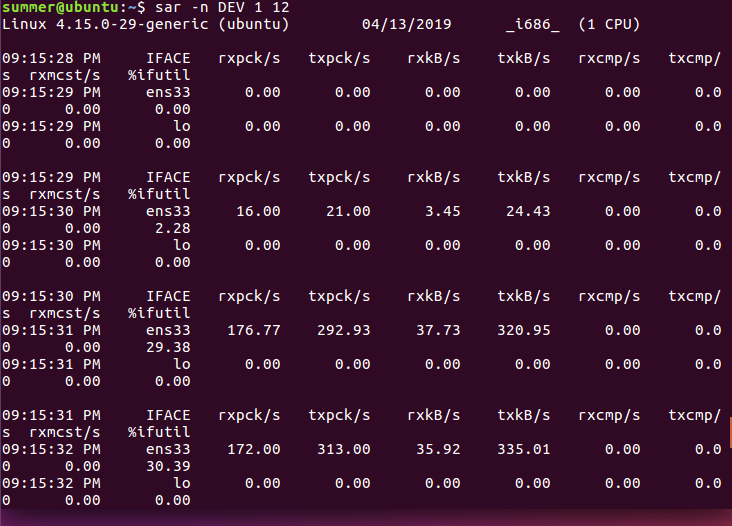 summer@ubuntu:~$ sar -n DEV 1 12
Linux 4.15.0-29-generic (ubuntu) 04/13/2019 _i686_ (1 CPU)
09:15:28 PM IFACE rxpck/s txpck/s rxkB/s txkB/s rxcmp/s txcmp/
s rxmcst/s %ifutil
09:15:29 PM ens33 0.00 0.00 0.00 0.00 0.00 0.0
0 0.00 0.00
09:15:29 PM lo 0.00 0.00 0.00 0.00 0.00 0.0
0 0.00 0.00
09:15:29 PM IFACE rxpck/s txpck/s rxkB/s txkB/s rxcmp/s txcmp/
s rxmcst/s %ifutil
09:15:30 PM ens33 16.00 21.00 3.45 24.43 0.00 0.0
0 0.00 2.28
09:15:30 PM lo 0.00 0.00 0.00 0.00 0.00 0.0
0 0.00 0.00
09:15:30 PM IFACE rxpck/s txpck/s rxkB/s txkB/s rxcmp/s txcmp/
s rxmcst/s %ifutil
09:15:31 PM ens33 176.77 292.93 37.73 320.95 0.00 0.0
0 0.00 29.38
09:15:31 PM lo 0.00 0.00 0.00 0.00 0.00 0.0
0 0.00 0.00
09:15:31 PM IFACE rxpck/s txpck/s rxkB/s txkB/s rxcmp/s txcmp/
s rxmcst/s %ifutil
09:15:32 PM ens33 172.00 313.00 35.92 335.01 0.00 0.0
0 0.00 30.39
09:15:32 PM lo 0.00 0.00 0.00 0.00 0.00 0.0
0 0.00 0.00